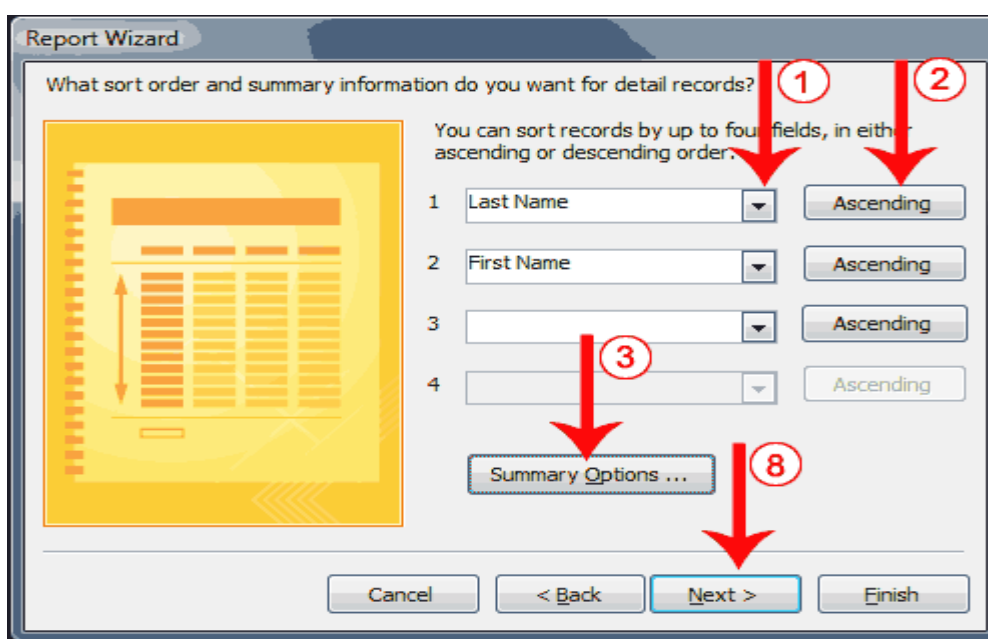 Report Wizard
What sort order and summary information do you want for detail records?
1
2
You can sort records by up to four fields, in either
ascending or descending order.
1 Last Name Ascending
2 First Name Ascending
3 Ascending
3
4 Ascending
Summary Options ...
8
Cancel < Back Next > Finish